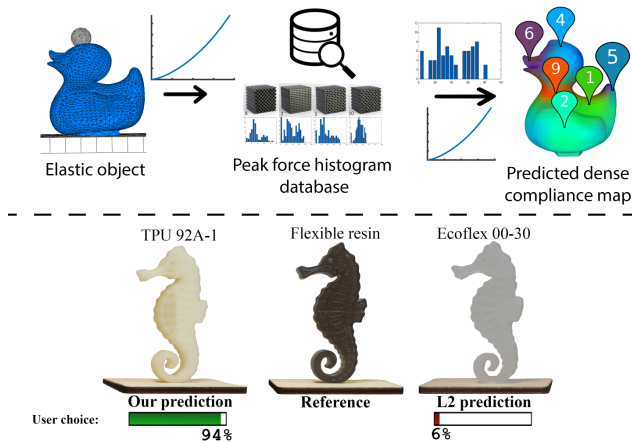 6
4
5
9
1
2
Elastic object
Peak force histogram
database
Predicted dense
compliance map
TPU 92A-1
Flexible resin
Ecoflex 00-30
Our prediction
Reference
L2 prediction
User choice:
94%
6%